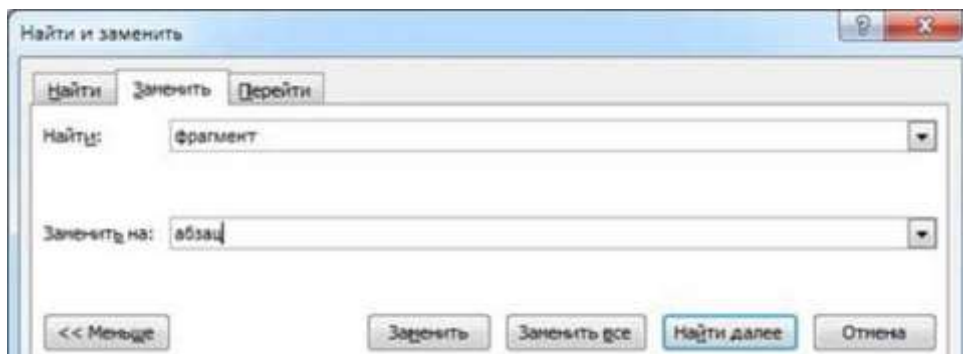 Найти и заменить
Найти Заменить Перейти
Найти: фрагмент
Заменить на: абзац
<< Меньше Заменить Заменить все Найти далее Отмена